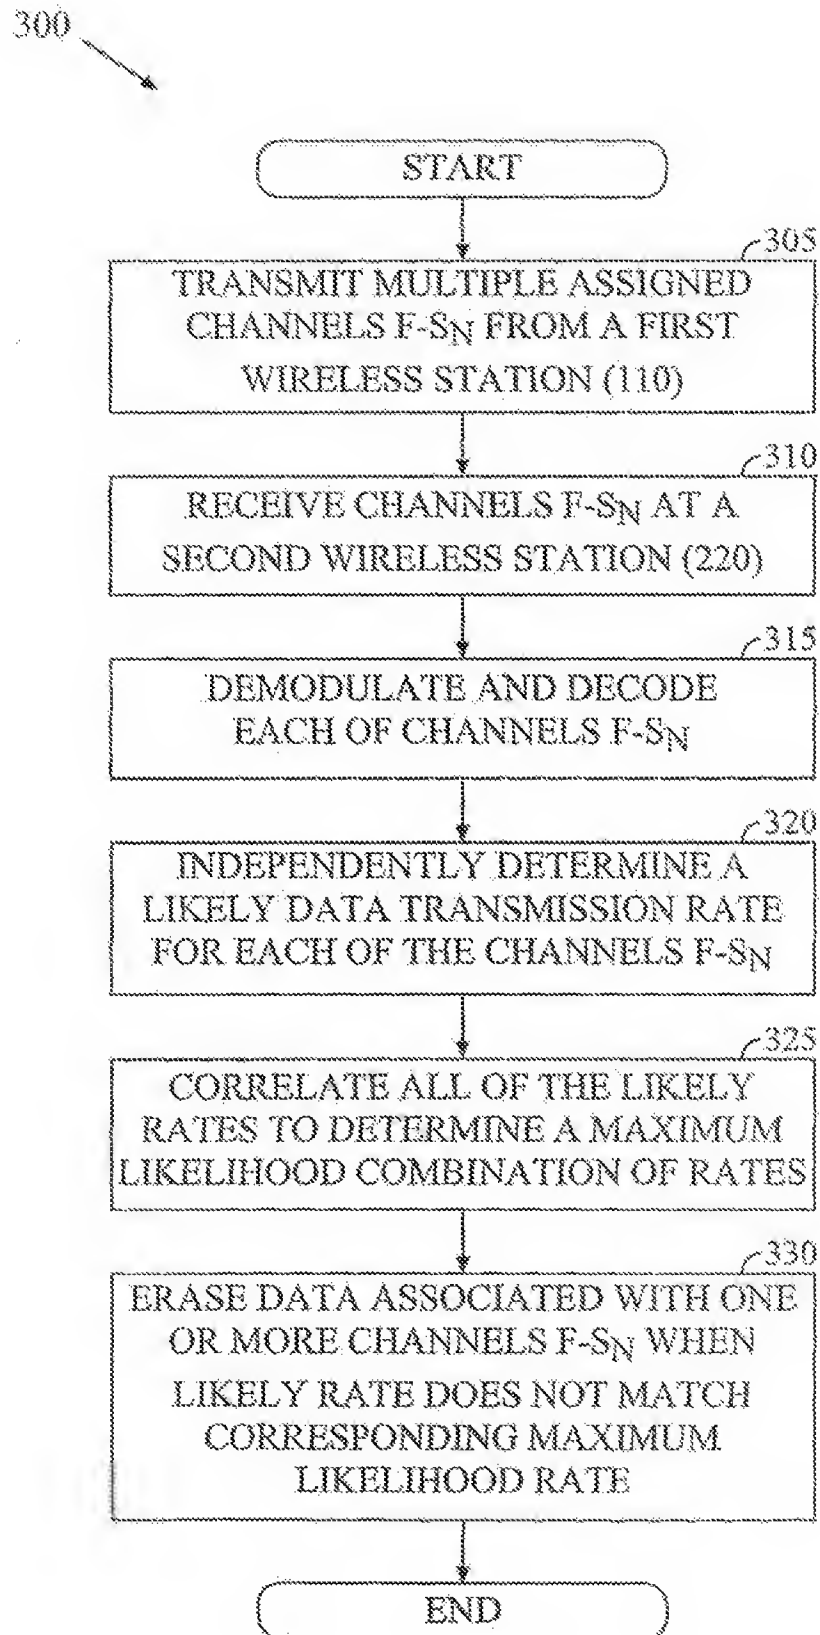 300
START
305
TRANSMIT MULTIPLE ASSIGNED
CHANNELS F-SN FROM A FIRST
WIRELESS STATION (110)
310
RECEIVE CHANNELS F-SN AT A
SECOND WIRELESS STATION (220)
315
DEMODULATE AND DECODE
EACH OF CHANNELS F-SN
320
INDEPENDENTLY DETERMINE A
LIKELY DATA TRANSMISSION RATE
FOR EACH OF THE CHANNELS F-SN
325
CORRELATE ALL OF THE LIKELY
RATES TO DETERMINE A MAXIMUM
LIKELIHOOD COMBINATION OF RATES
330
ERASE DATA ASSOCIATED WITH ONE
OR MORE CHANNELS F-SN WHEN
LIKELY RATE DOES NOT MATCH
CORRESPONDING MAXIMUM
LIKELIHOOD RATE
END